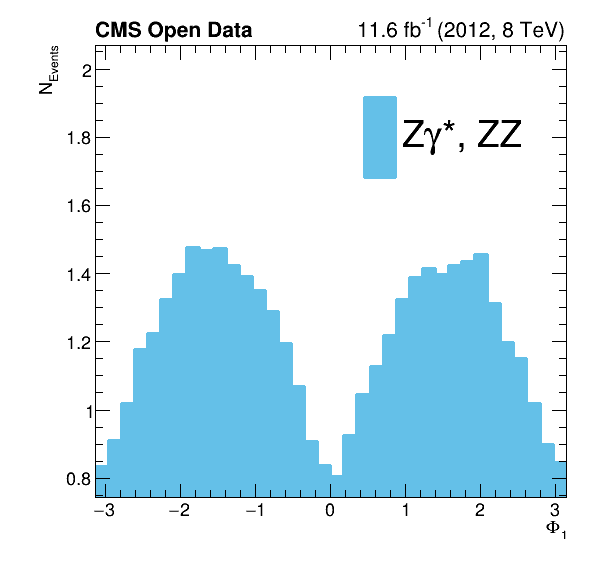 CMS Open Data 11.6 fb⁻¹ (2012, 8 TeV)
N_Events
2
1.8
Zγ*, ZZ
1.6
1.4
1.2
1
0.8
−3 −2 −1 0 1 2 3
Φ₁